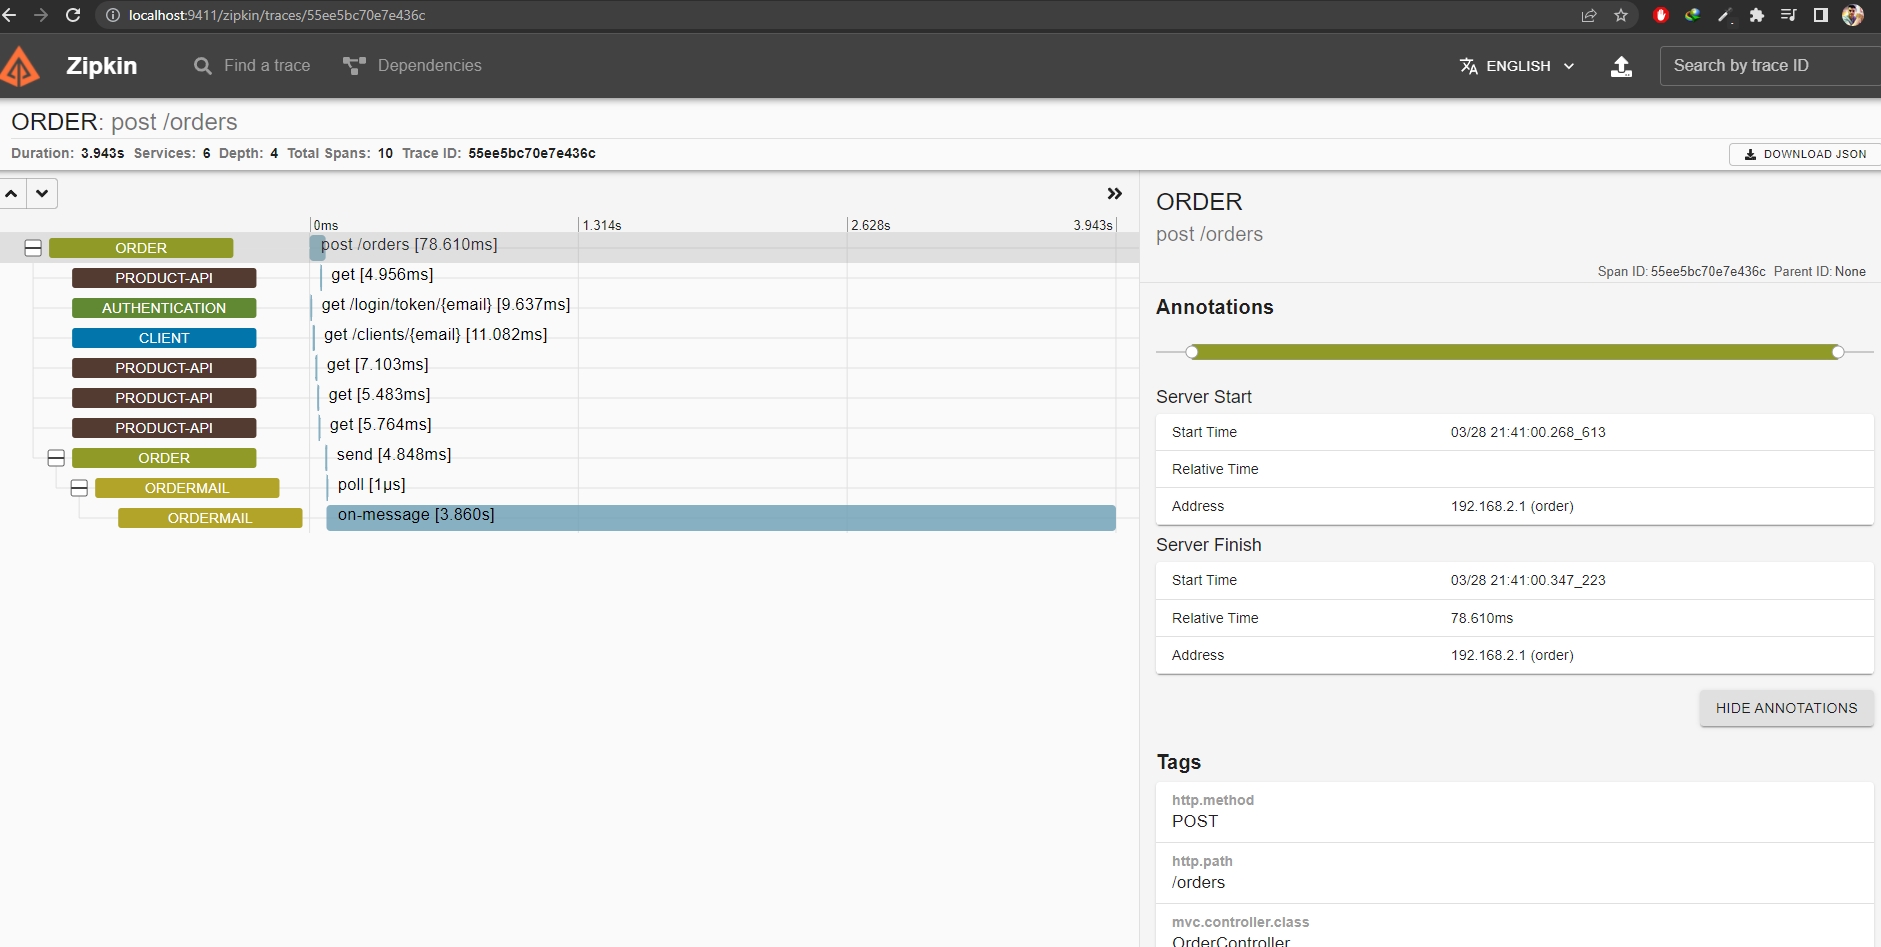 localhost:9411/zipkin/traces/55ee5bc70e7e436c
Zipkin
Find a trace
Dependencies
ENGLISH
Search by trace ID
ORDER: post /orders
Duration: 3.943s Services: 6 Depth: 4 Total Spans: 10 Trace ID: 55ee5bc70e7e436c
DOWNLOAD JSON
0ms 1.314s 2.628s 3.943s
ORDER post /orders [78.610ms]
PRODUCT-API get [4.956ms]
AUTHENTICATION get /login/token/{email} [9.637ms]
CLIENT get /clients/{email} [11.082ms]
PRODUCT-API get [7.103ms]
PRODUCT-API get [5.483ms]
PRODUCT-API get [5.764ms]
ORDER send [4.848ms]
ORDERMAIL poll [1μs]
ORDERMAIL on-message [3.860s]
ORDER
post /orders
Span ID: 55ee5bc70e7e436c Parent ID: None
Annotations
Server Start
Start Time 03/28 21:41:00.268_613
Relative Time
Address 192.168.2.1 (order)
Server Finish
Start Time 03/28 21:41:00.347_223
Relative Time 78.610ms
Address 192.168.2.1 (order)
HIDE ANNOTATIONS
Tags
http.method
POST
http.path
/orders
mvc.controller.class
OrderController